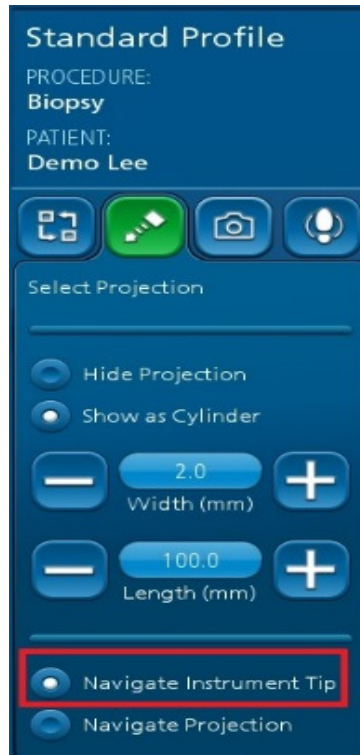 Standard Profile
PROCEDURE:
Biopsy
PATIENT:
Demo Lee
Select Projection
Hide Projection
Show as Cylinder
2.0
Width (mm)
100.0
Length (mm)
Navigate Instrument Tip
Navigate Projection